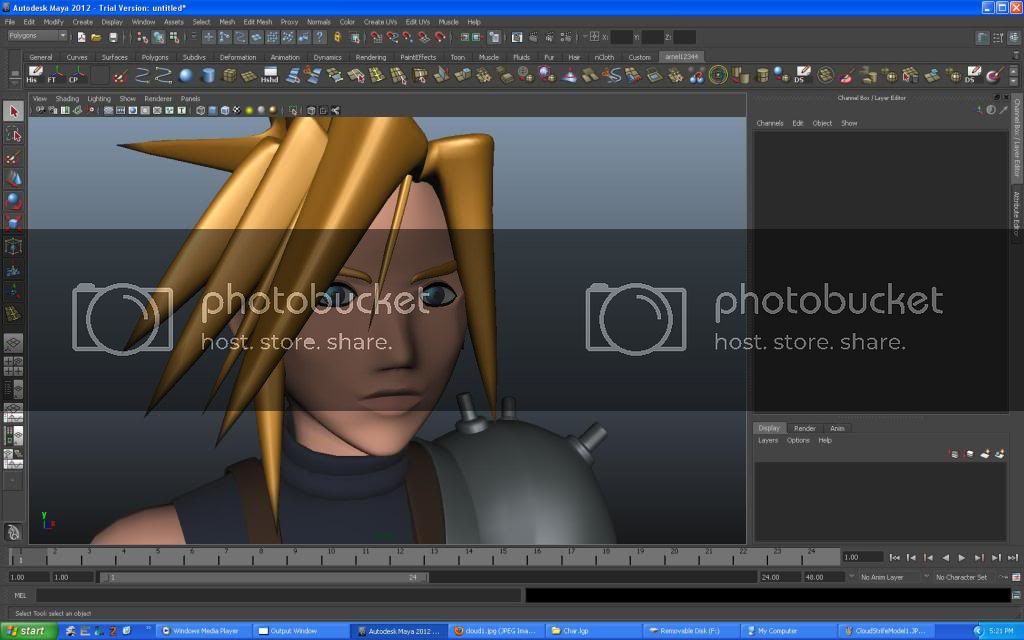 Autodesk Maya 2012 - Trial Version: untitled*
File Edit Modify Create Display Window Assets Select Mesh Edit Mesh Proxy Normals Color Create UVs Edit UVs Muscle Help
Polygons X: Y: Z:
General Curves Surfaces Polygons Subdivs Deformation Animation Dynamics Rendering PaintEffects Toon Muscle Fluids Fur Hair nCloth Custom arnel12344
His FT CP Hshd DS DS
View Shading Lighting Show Renderer Panels
Channel Box / Layer Editor
Channels Edit Object Show
Channel Box / Layer Editor
Attribute Editor
photobucket photobucket
host. store. share. host. store. share.
Display Render Anim
Layers Options Help
y
x
1 2 3 4 5 6 7 8 9 10 11 12 13 14 15 16 17 18 19 20 21 22 23 24
1 1.00
1.00 1.00 1 24 24.00 48.00 No Anim Layer No Character Set
MEL
Select Tool: select an object
start Windows Media Player Output Window Autodesk Maya 2012 ... cloud1.jpg (JPEG Ima... Char.lgp Removable Disk (F:) My Computer CloudStrifeModel1.JP... 5:21 PM